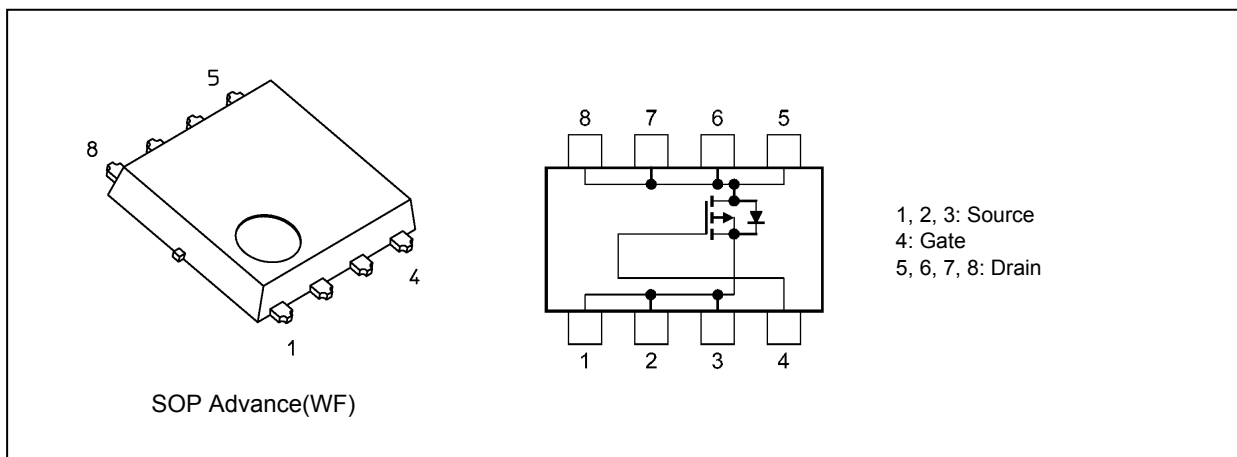 5
8
4
1
SOP Advance(WF)
8 7 6 5
1 2 3 4
1, 2, 3: Source
4: Gate
5, 6, 7, 8: Drain